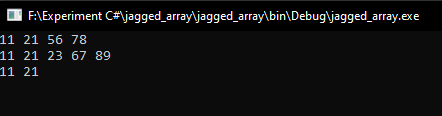 F:\Experiment C#\jagged_array\jagged_array\bin\Debug\jagged_array.exe
11 21 56 78
11 21 23 67 89
11 21